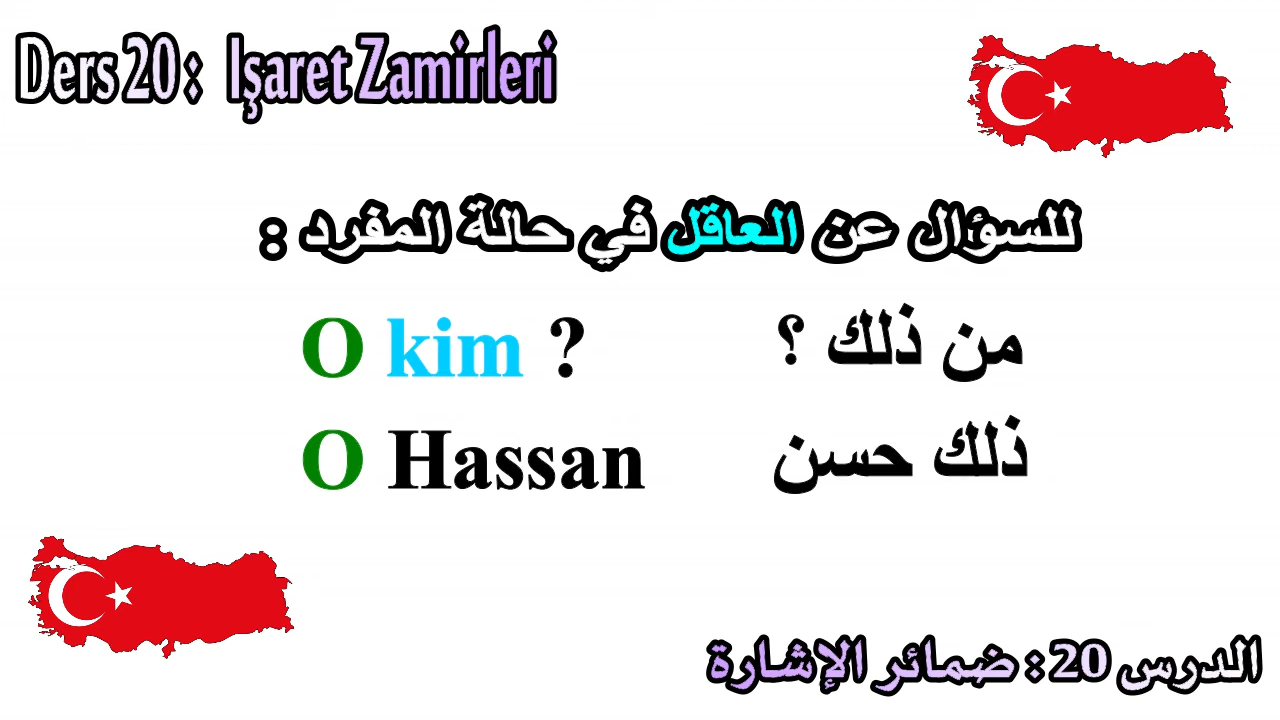 Ders 20 : Işaret Zamirleri
للسؤال عن العاقل في حالة المفرد :
O kim ? من ذلك ؟
O Hassan ذلك حسن
الدرس 20 : ضمائر الإشارة